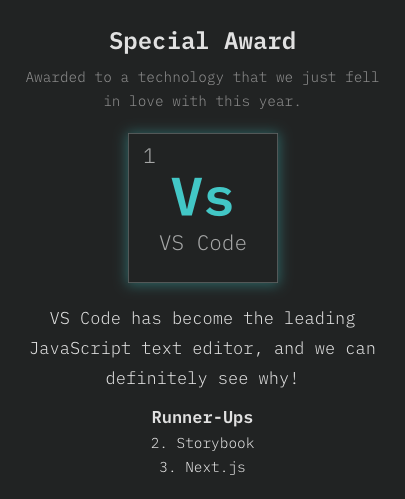 Special Award
Awarded to a technology that we just fell
in love with this year.
1
Vs
VS Code
VS Code has become the leading
JavaScript text editor, and we can
definitely see why!
Runner-Ups
2. Storybook
3. Next.js